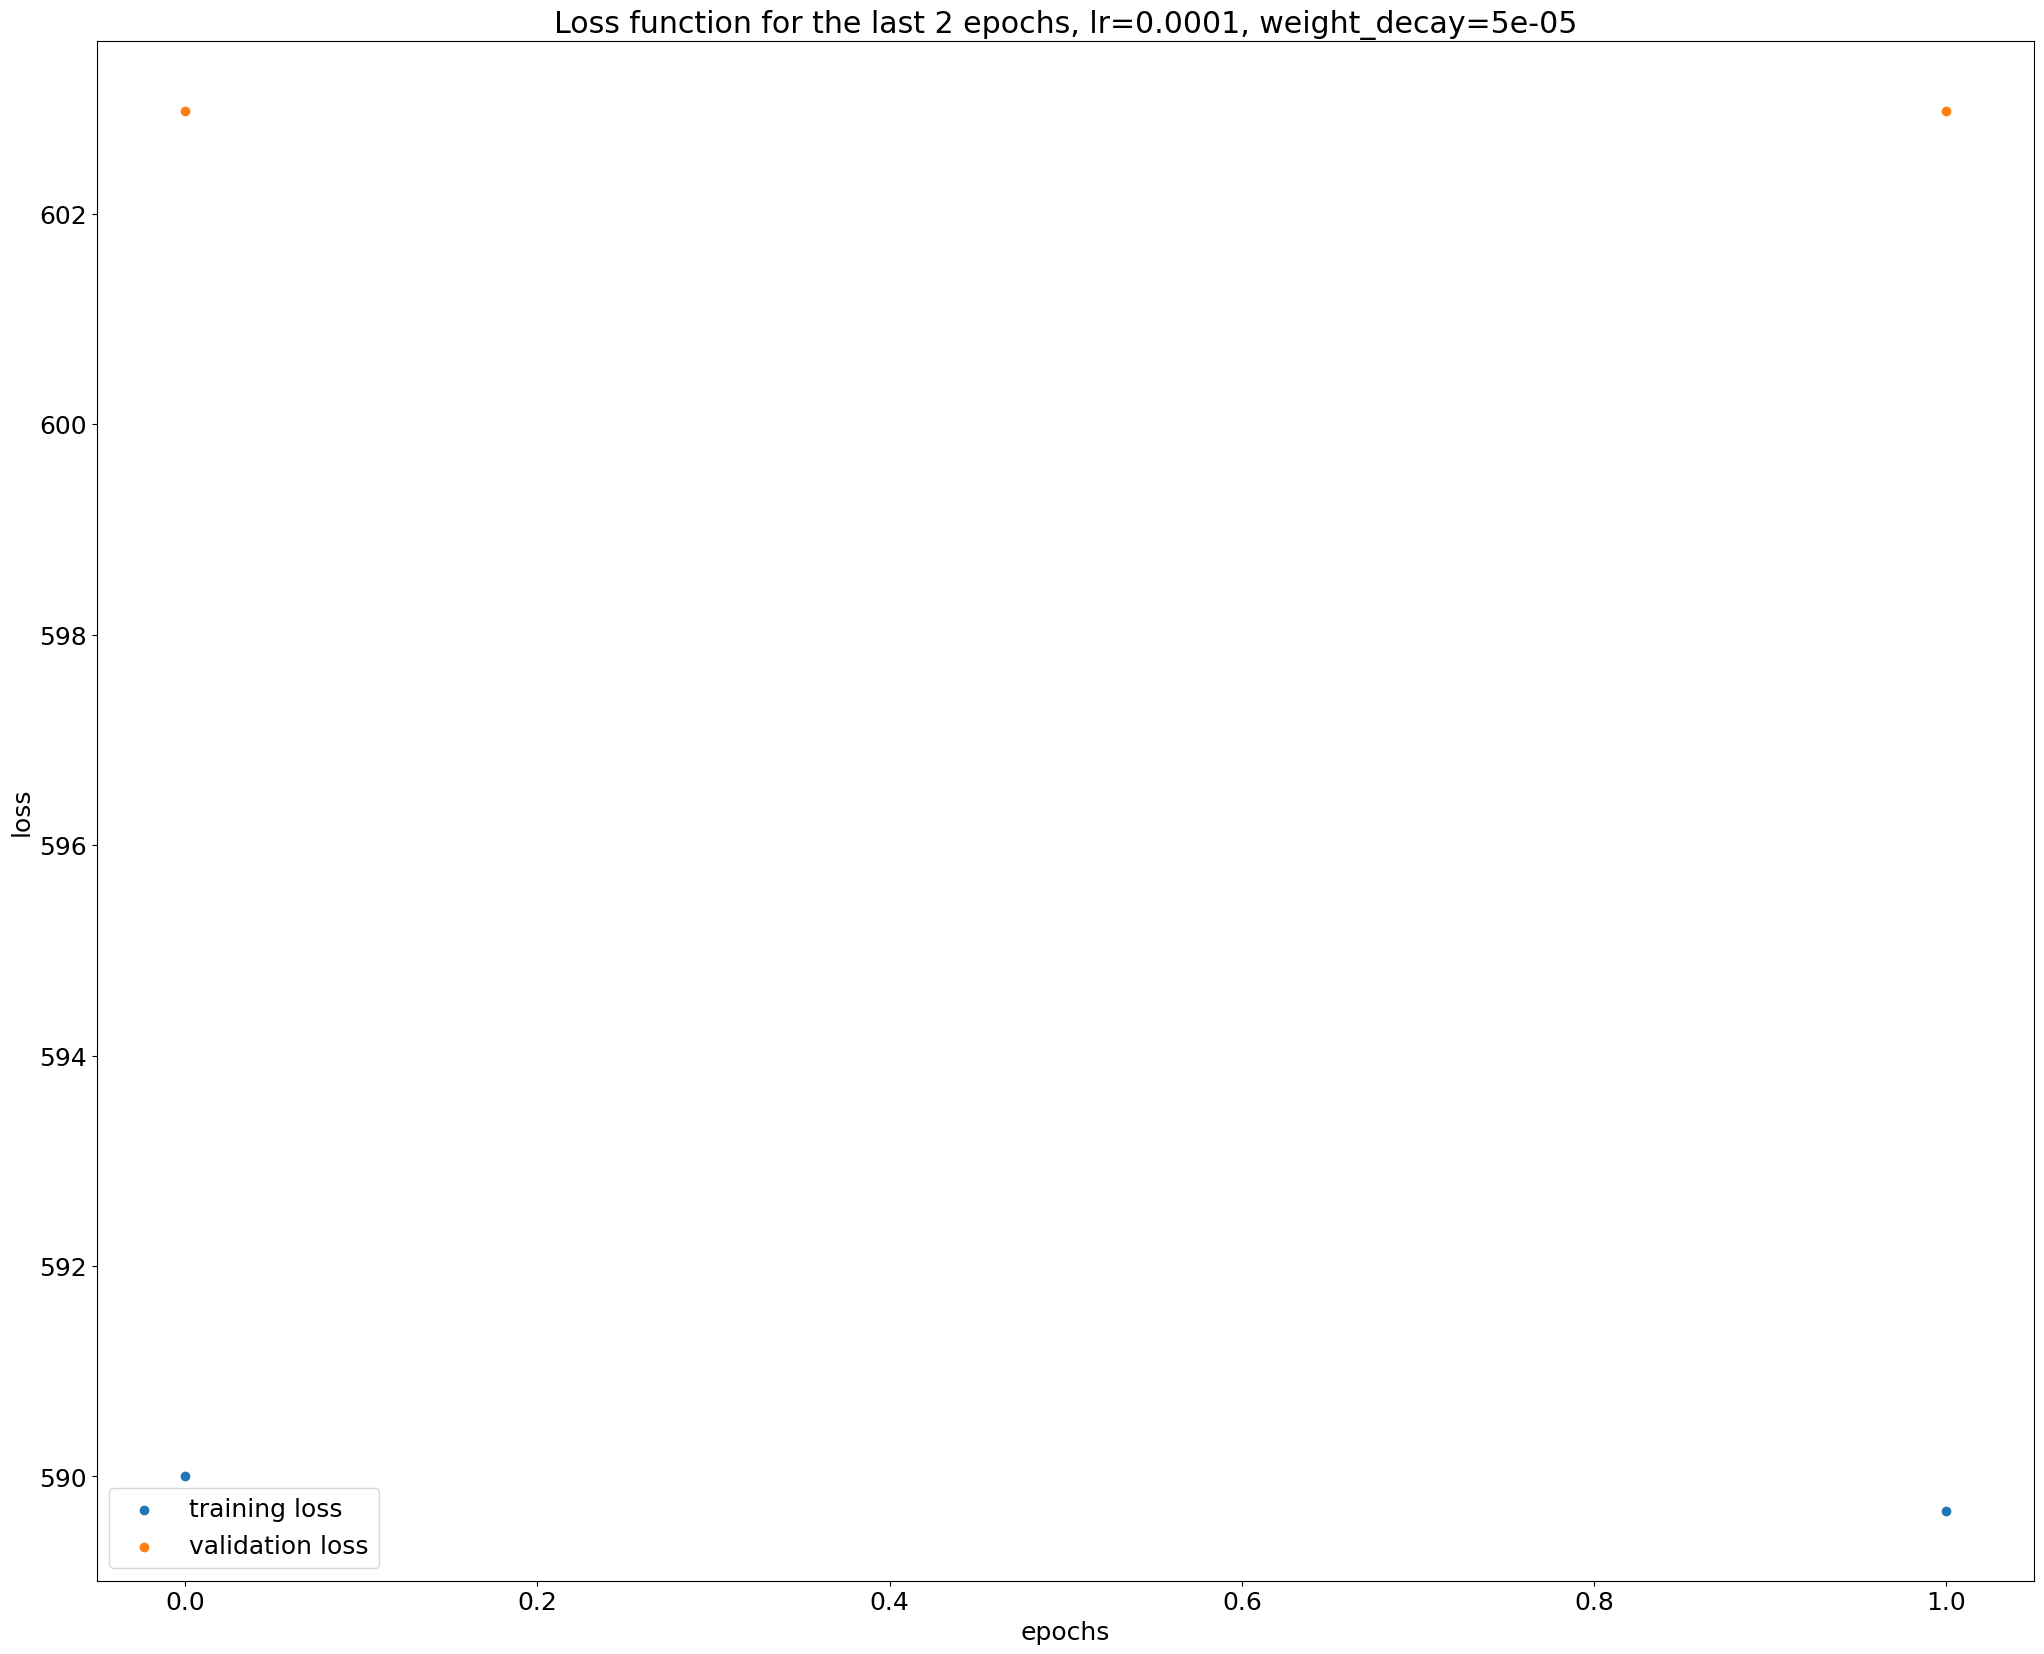 Loss function for the last 2 epochs, lr=0.0001, weight_decay=5e-05
602
600
598
596
594
592
590
loss
training loss
validation loss
0.0 0.2 0.4 0.6 0.8 1.0
epochs